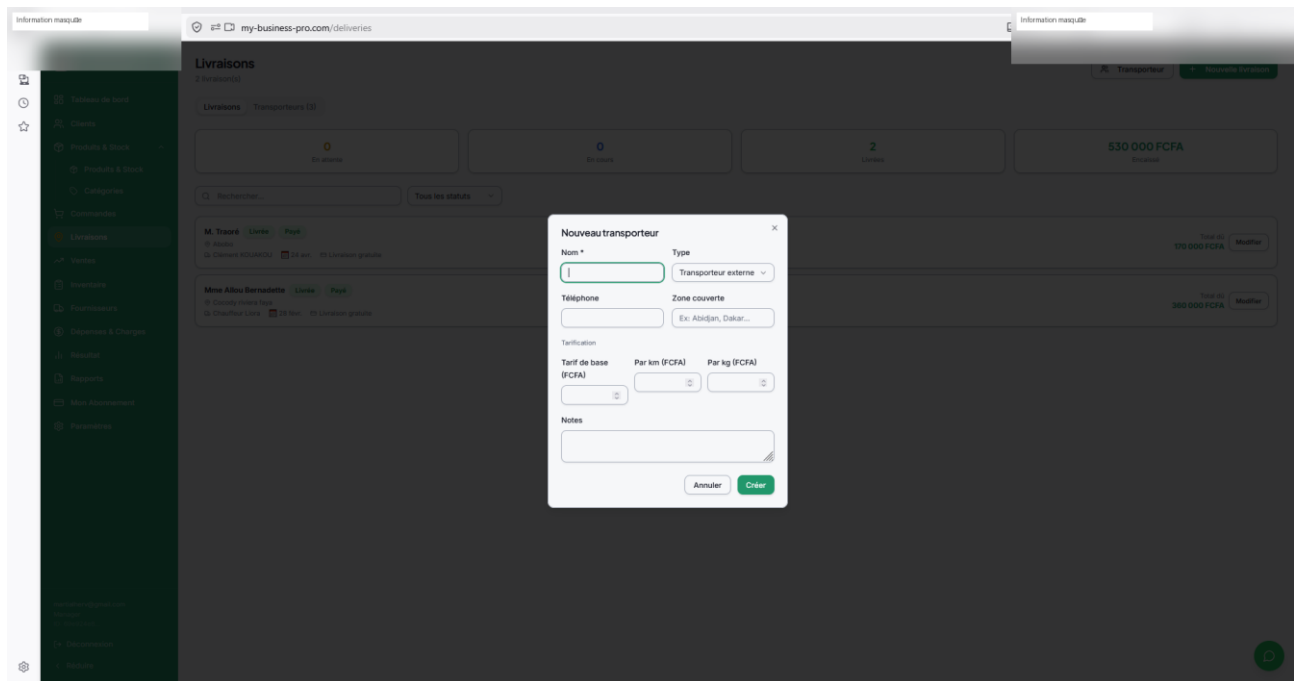 Information masquée
my-business-pro.com/deliveries
Information masquée
Livraisons
2 livraison(s)
Transporteur
+ Nouvelle livraison
Livraisons
Transporteurs (3)
0
En attente
0
En cours
2
Livrées
530 000 FCFA
Encaissé
Rechercher...
Tous les statuts
Tableau de bord
Clients
Produits & Stock
Produits & Stock
Catégories
Commandes
Livraisons
Ventes
Inventaire
Fournisseurs
Dépenses & Charges
Résultat
Rapports
Mon Abonnement
Paramètres
Déconnexion
Réduire
M. Traoré Livrée Payé
Total dû
170 000 FCFA
Modifier
Mme Allou Bernadette Livrée Payé
Total dû
360 000 FCFA
Modifier
Nouveau transporteur
Nom *
Type
Transporteur externe
Téléphone
Zone couverte
Ex: Abidjan, Dakar...
Tarification
Tarif de base (FCFA)
Par km (FCFA)
Par kg (FCFA)
Notes
Annuler
Créer